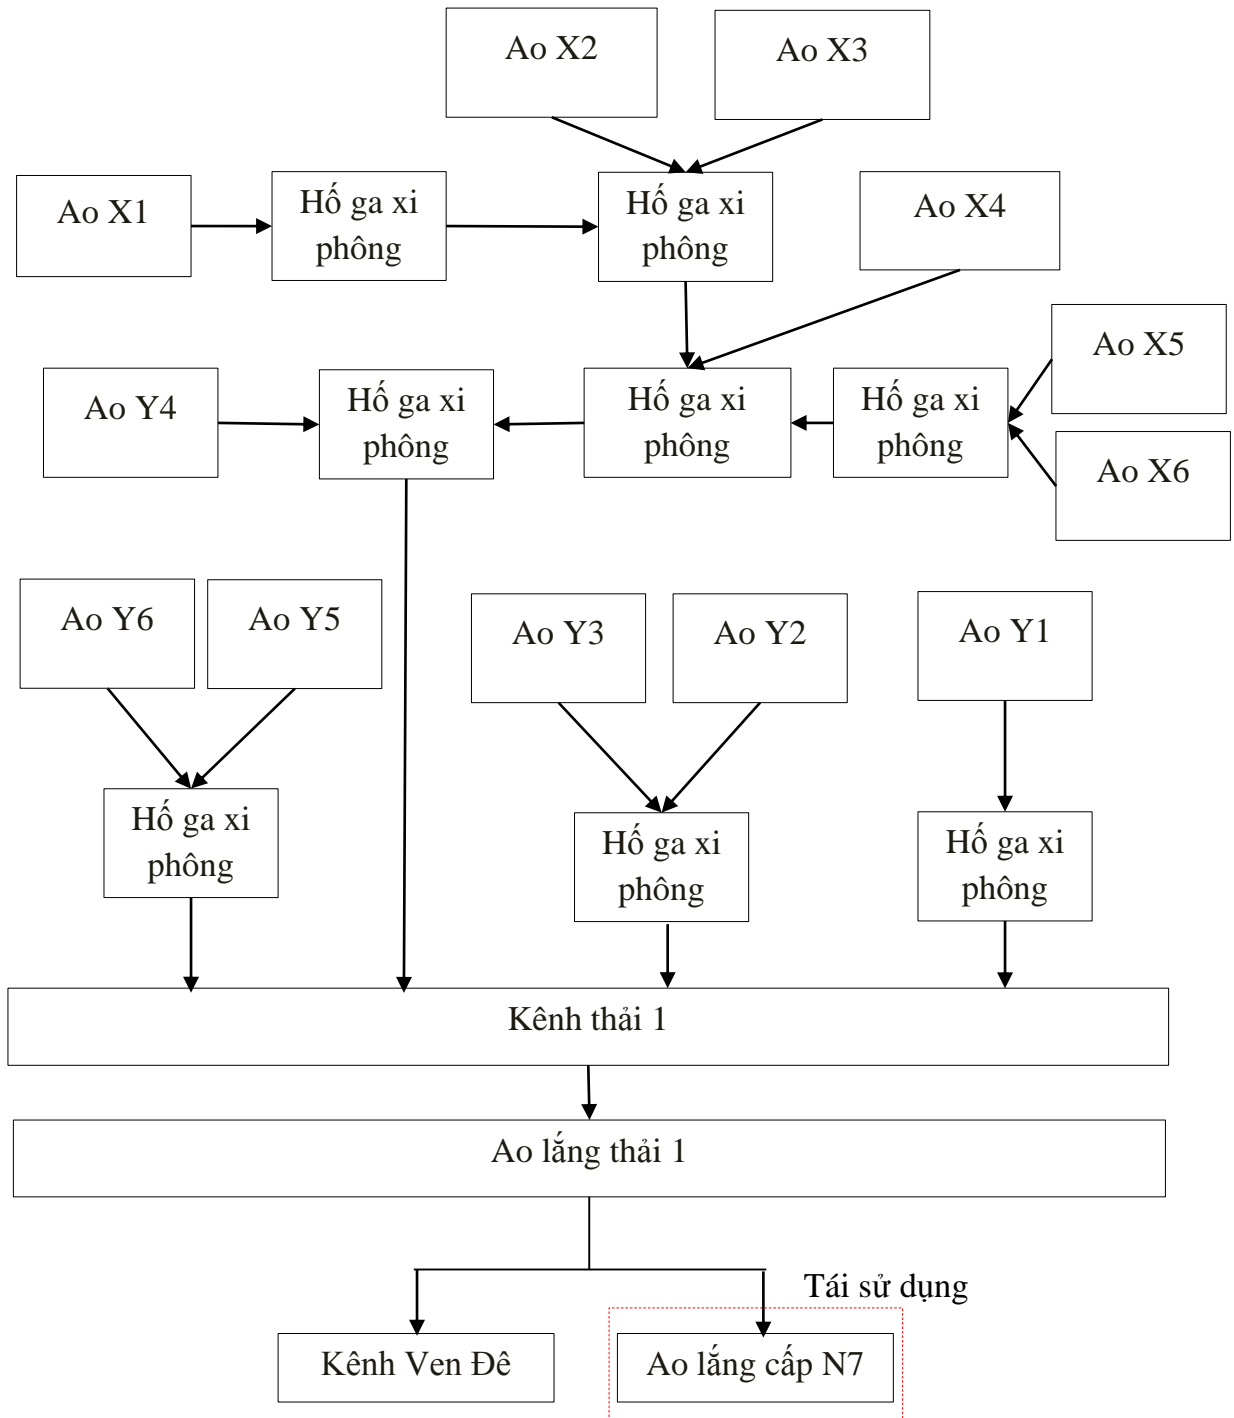 Ao X2
Ao X3
Ao X1
Hố ga xi
phông
Hố ga xi
phông
Ao X4
Ao X5
Ao Y4
Hố ga xi
phông
Hố ga xi
phông
Hố ga xi
phông
Ao X6
Ao Y6
Ao Y5
Ao Y3
Ao Y2
Ao Y1
Hố ga xi
phông
Hố ga xi
phông
Hố ga xi
phông
Kênh thải 1
Ao lắng thải 1
Tái sử dụng
Kênh Ven Đê
Ao lắng cấp N7